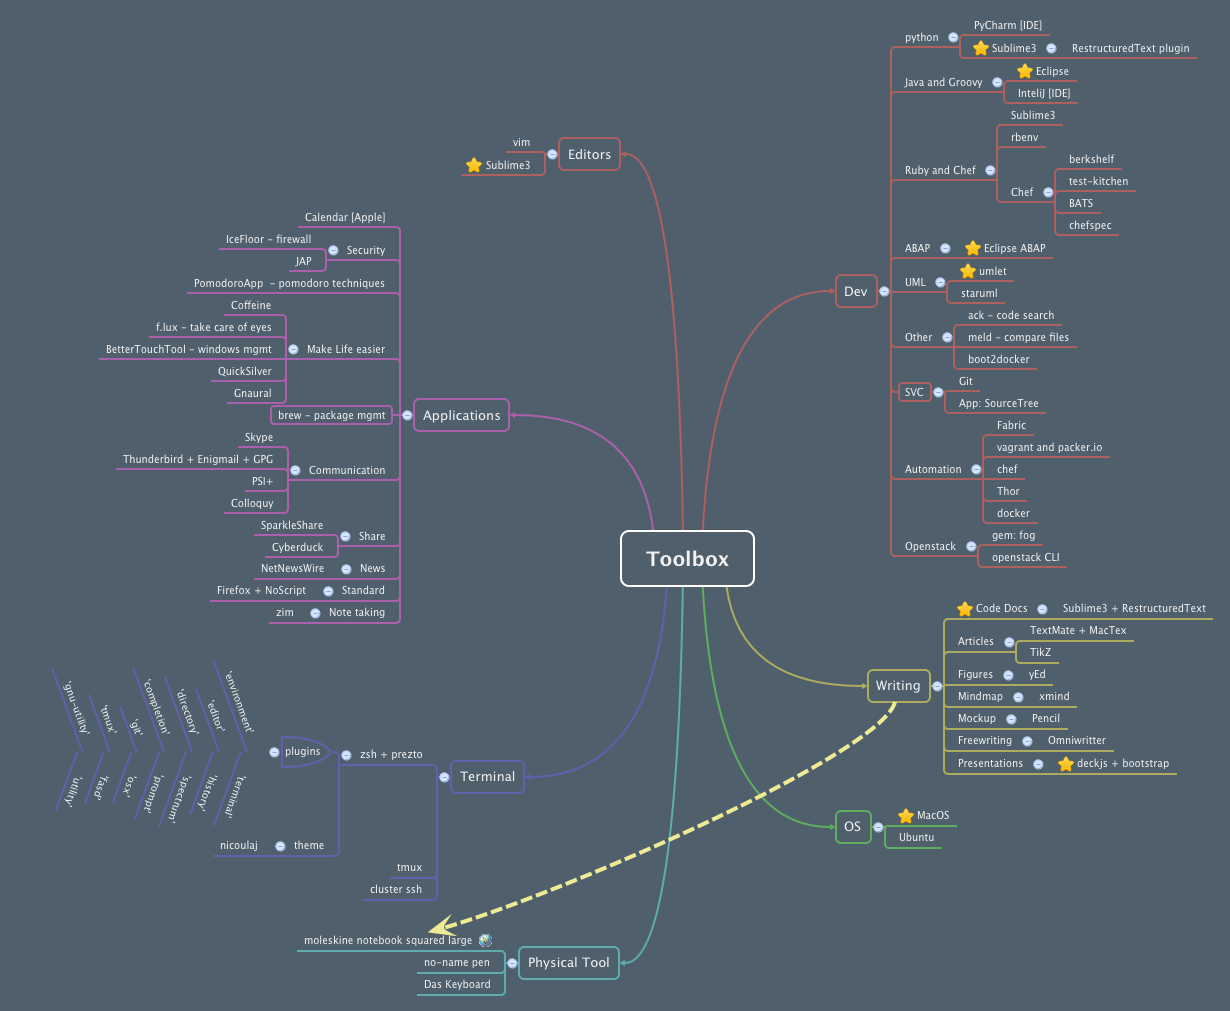 Toolbox
Editors
vim
Sublime3
Dev
python
PyCharm [IDE]
Sublime3
RestructuredText plugin
Java and Groovy
Eclipse
InteliJ [IDE]
Ruby and Chef
Sublime3
rbenv
Chef
berkshelf
test-kitchen
BATS
chefspec
ABAP
Eclipse ABAP
UML
umlet
staruml
Other
ack - code search
meld - compare files
boot2docker
SVC
Git
App: SourceTree
Automation
Fabric
vagrant and packer.io
chef
Thor
docker
Openstack
gem: fog
openstack CLI
Applications
Calendar [Apple]
Security
IceFloor - firewall
JAP
PomodoroApp - pomodoro techniques
Make Life easier
Coffeine
f.lux - take care of eyes
BetterTouchTool - windows mgmt
QuickSilver
Gnaural
brew - package mgmt
Communication
Skype
Thunderbird + Enigmail + GPG
PSI+
Colloquy
Share
SparkleShare
Cyberduck
News
NetNewsWire
Standard
Firefox + NoScript
Note taking
zim
Writing
Code Docs
Sublime3 + RestructuredText
Articles
TextMate + MacTex
TikZ
Figures
yEd
Mindmap
xmind
Mockup
Pencil
Freewriting
Omniwritter
Presentations
deckjs + bootstrap
OS
MacOS
Ubuntu
Terminal
zsh + prezto
plugins
'environment'
'terminal'
'editor'
'history'
'directory'
'spectrum'
'completion'
'prompt'
'git'
'osx'
'tmux'
'fasd'
'gnu-utility'
'utility'
theme
nicoulaj
tmux
cluster ssh
Physical Tool
moleskine notebook squared large
no-name pen
Das Keyboard